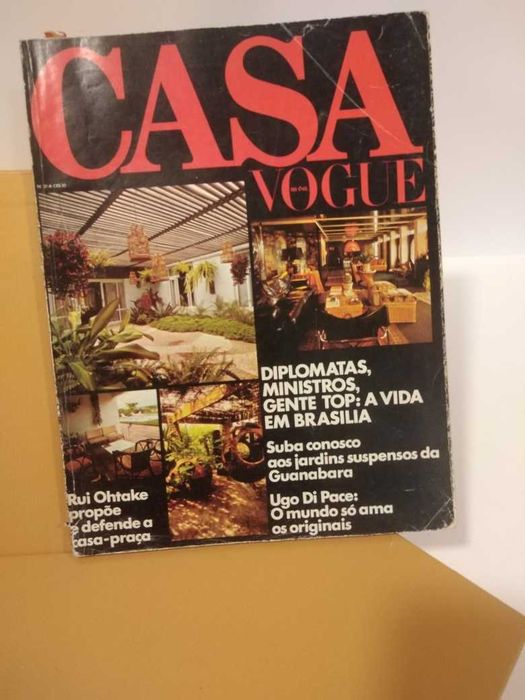 CASA
VOGUE
DIPLOMATAS,
MINISTROS,
GENTE TOP: A VIDA
EM BRASILIA
Suba conosco
aos jardins suspensos da
Guanabara
Ugo Di Pace:
O mundo só ama
os originais
Rui Ohtake
propõe
e defende a
casa-praça